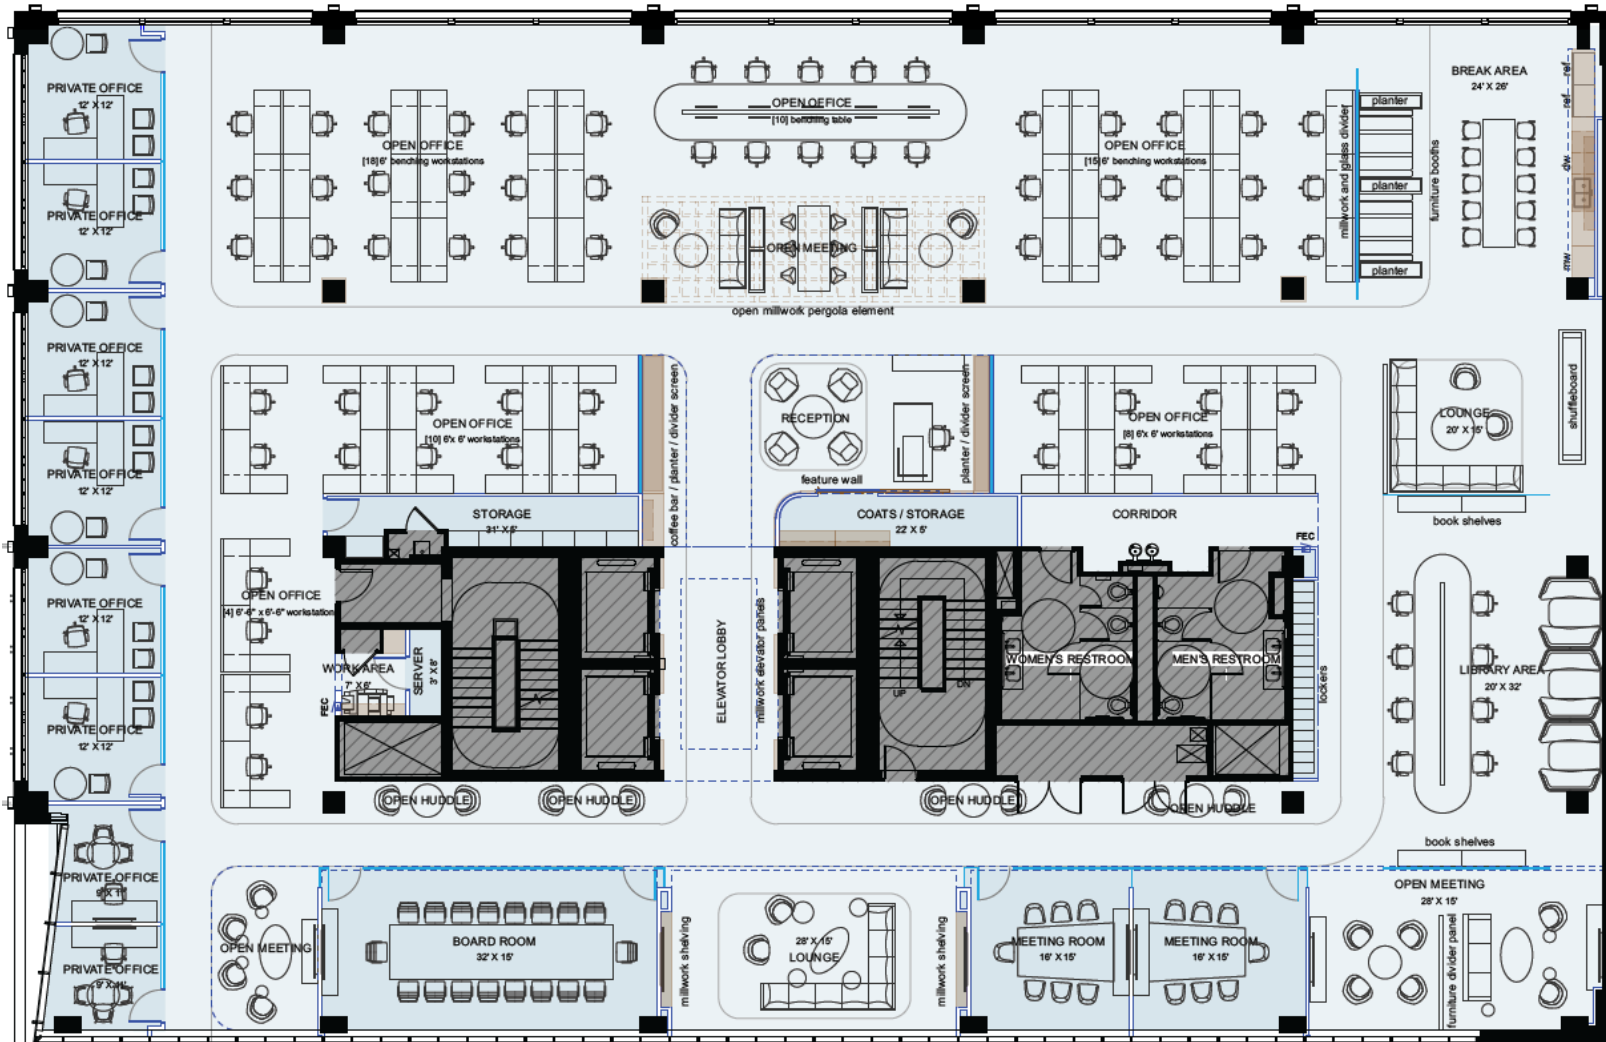 PRIVATE OFFICE
12' X 12'
PRIVATE OFFICE
12' X 12'
PRIVATE OFFICE
12' X 12'
PRIVATE OFFICE
12' X 12'
PRIVATE OFFICE
12' X 12'
PRIVATE OFFICE
12' X 12'
PRIVATE OFFICE
9' X 11'
PRIVATE OFFICE
9' X 11'
OPEN OFFICE
[18] 6' benching workstations
OPEN OFFICE
[10] benching table
OPEN MEETING
open millwork pergola element
OPEN OFFICE
[15] 6' benching workstations
millwork and glass divider
planter
planter
planter
furniture booths
BREAK AREA
24' X 26'
ref
ref
dw
mw
OPEN OFFICE
[10] 6'x 6' workstations
coffee bar / planter / divider screen
RECEPTION
feature wall
planter / divider screen
OPEN OFFICE
[8] 6'x 6' workstations
LOUNGE
20' X 15'
shuffleboard
book shelves
STORAGE
31' X 5'
COATS / STORAGE
22' X 5'
CORRIDOR
FEC
OPEN OFFICE
[4] 6'-6" x 6'-6" workstation
WORK AREA
7' X 6'
SERVER
3' X 8'
FEC
ELEVATOR LOBBY
millwork elevator panels
UP
DN
WOMEN'S RESTROOM
MEN'S RESTROOM
lockers
LIBRARY AREA
20' X 32'
OPEN HUDDLE
OPEN HUDDLE
OPEN HUDDLE
OPEN HUDDLE
book shelves
OPEN MEETING
BOARD ROOM
32' X 15'
millwork shelving
28' X 15'
LOUNGE
millwork shelving
MEETING ROOM
16' X 15'
MEETING ROOM
16' X 15'
OPEN MEETING
28' X 15'
furniture divider panel